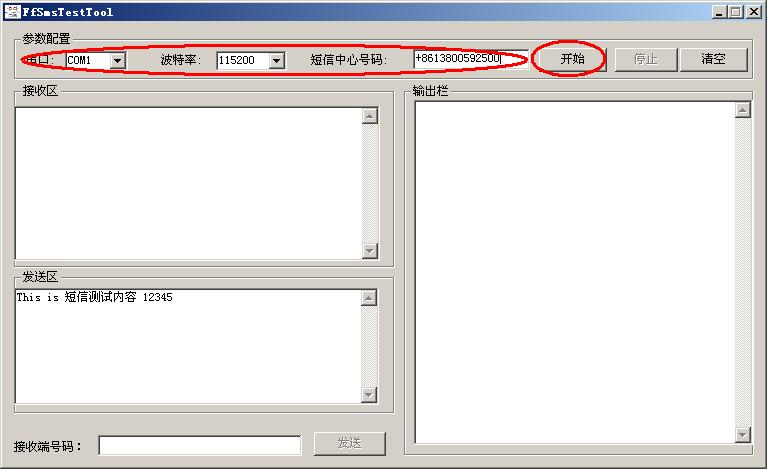 FfSmsTestTool
参数配置
串口: COM1 波特率: 115200 短信中心号码: +8613800592500 开始 停止 清空
接收区 输出栏
发送区
This is 短信测试内容 12345
接收端号码： 发送